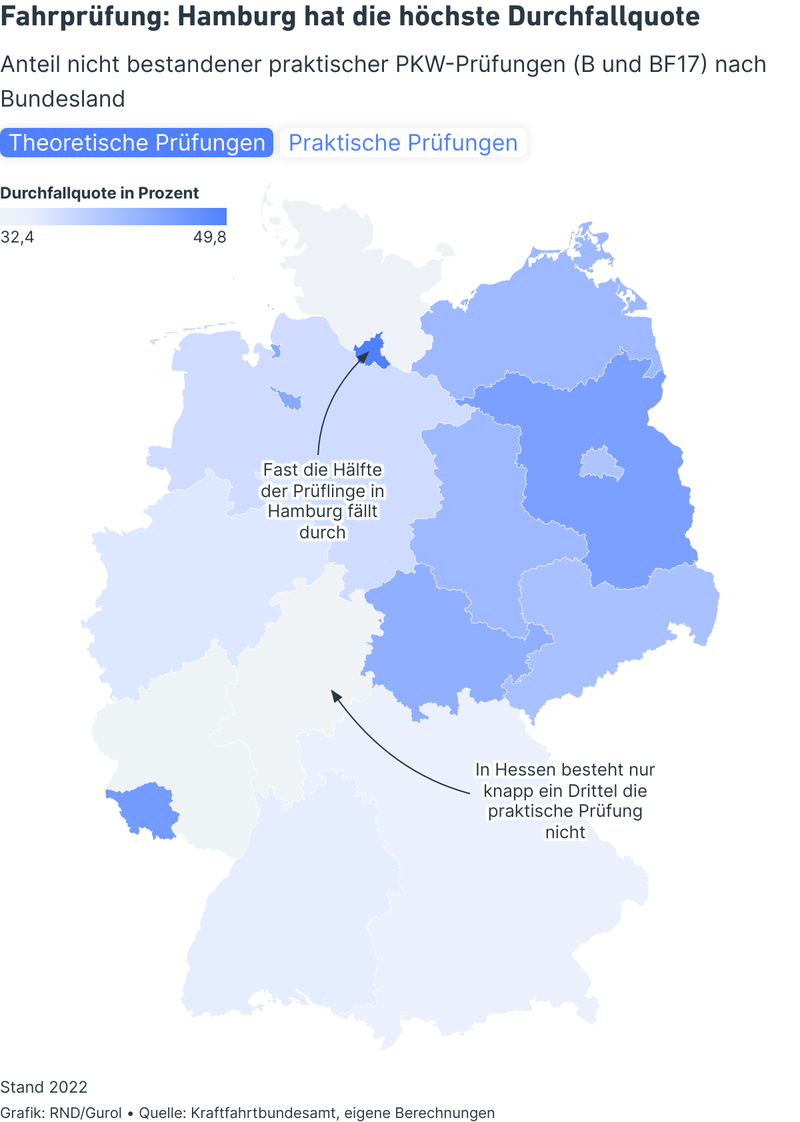 Fahrprüfung: Hamburg hat die höchste Durchfallquote
Anteil nicht bestandener praktischer PKW-Prüfungen (B und BF17) nach
Bundesland
Theoretische Prüfungen
Praktische Prüfungen
Durchfallquote in Prozent
32,4
49,8
Fast die Hälfte
der Prüflinge in
Hamburg fällt
durch
In Hessen besteht nur
knapp ein Drittel die
praktische Prüfung
nicht
Stand 2022
Grafik: RND/Gurol • Quelle: Kraftfahrtbundesamt, eigene Berechnungen